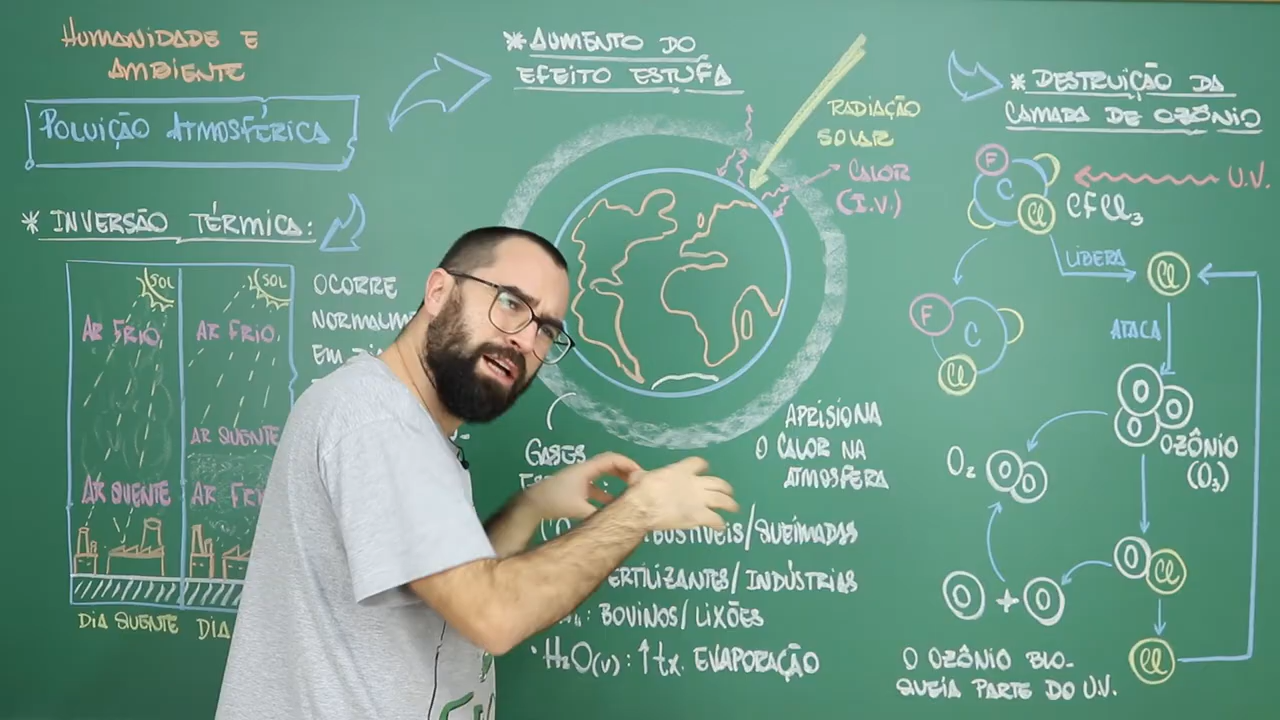 HUMANIDADE E
AMBIENTE
POLUIÇÃO ATMOSFÉRICA
* INVERSÃO TÉRMICA:
SOL
SOL
AR FRIO
AR FRIO
AR QUENTE
AR QUENTE
AR FRI
DIA QUENTE
DIA
OCORRE
NORMALM
EM
* AUMENTO DO
EFEITO ESTUFA
RADIAÇÃO
SOLAR
CALOR
(I.V.)
GASES
APRISIONA
O CALOR NA
ATMOSFERA
BUSTÍVEIS/QUEIMADAS
ERTILIZANTES/INDÚSTRIAS
: BOVINOS/LIXÕES
· H₂O(v): ↑ tx. EVAPORAÇÃO
* DESTRUIÇÃO DA
CAMADA DE OZÔNIO
F
C
Cl
CFCl₃
U.V.
LIBERA
Cl
F
C
Cl
ATACA
O
O
O
OZÔNIO
(O₃)
O₂
O
O
O
Cl
O + O
Cl
O OZÔNIO BLO-
QUEIA PARTE DO U.V.